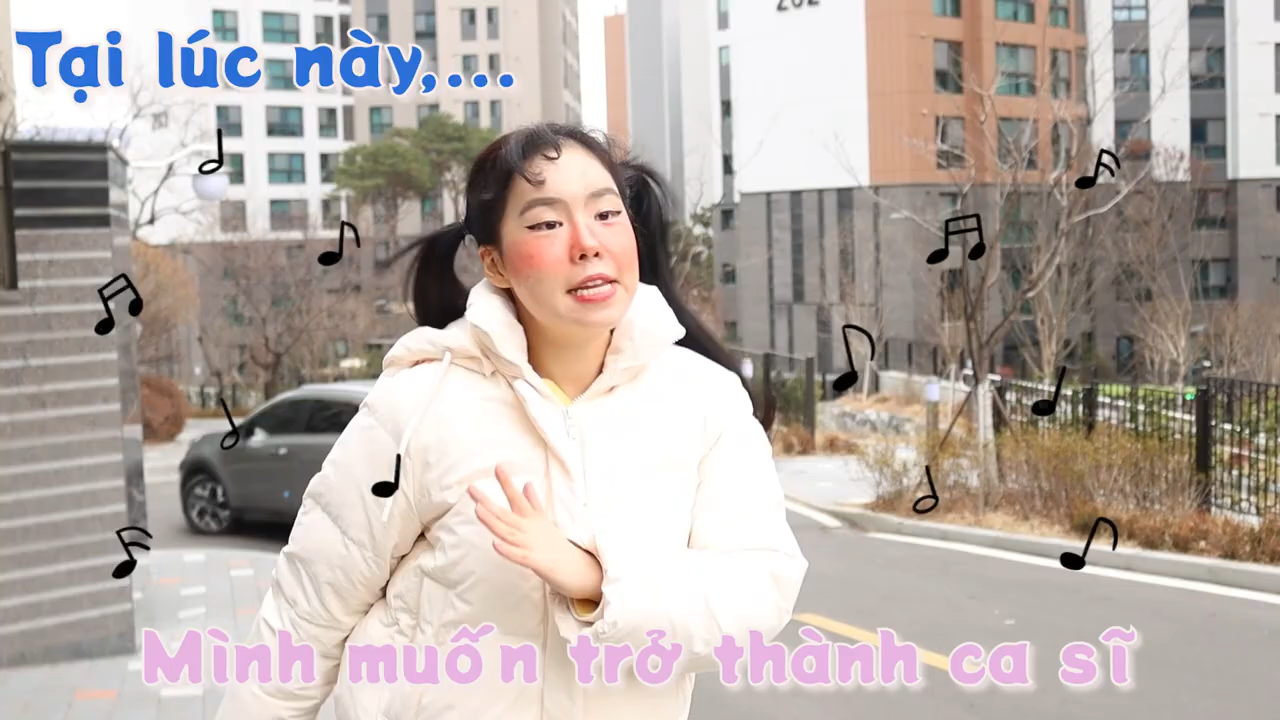 Tại lúc này,...
Mình muốn trở thành ca sĩ